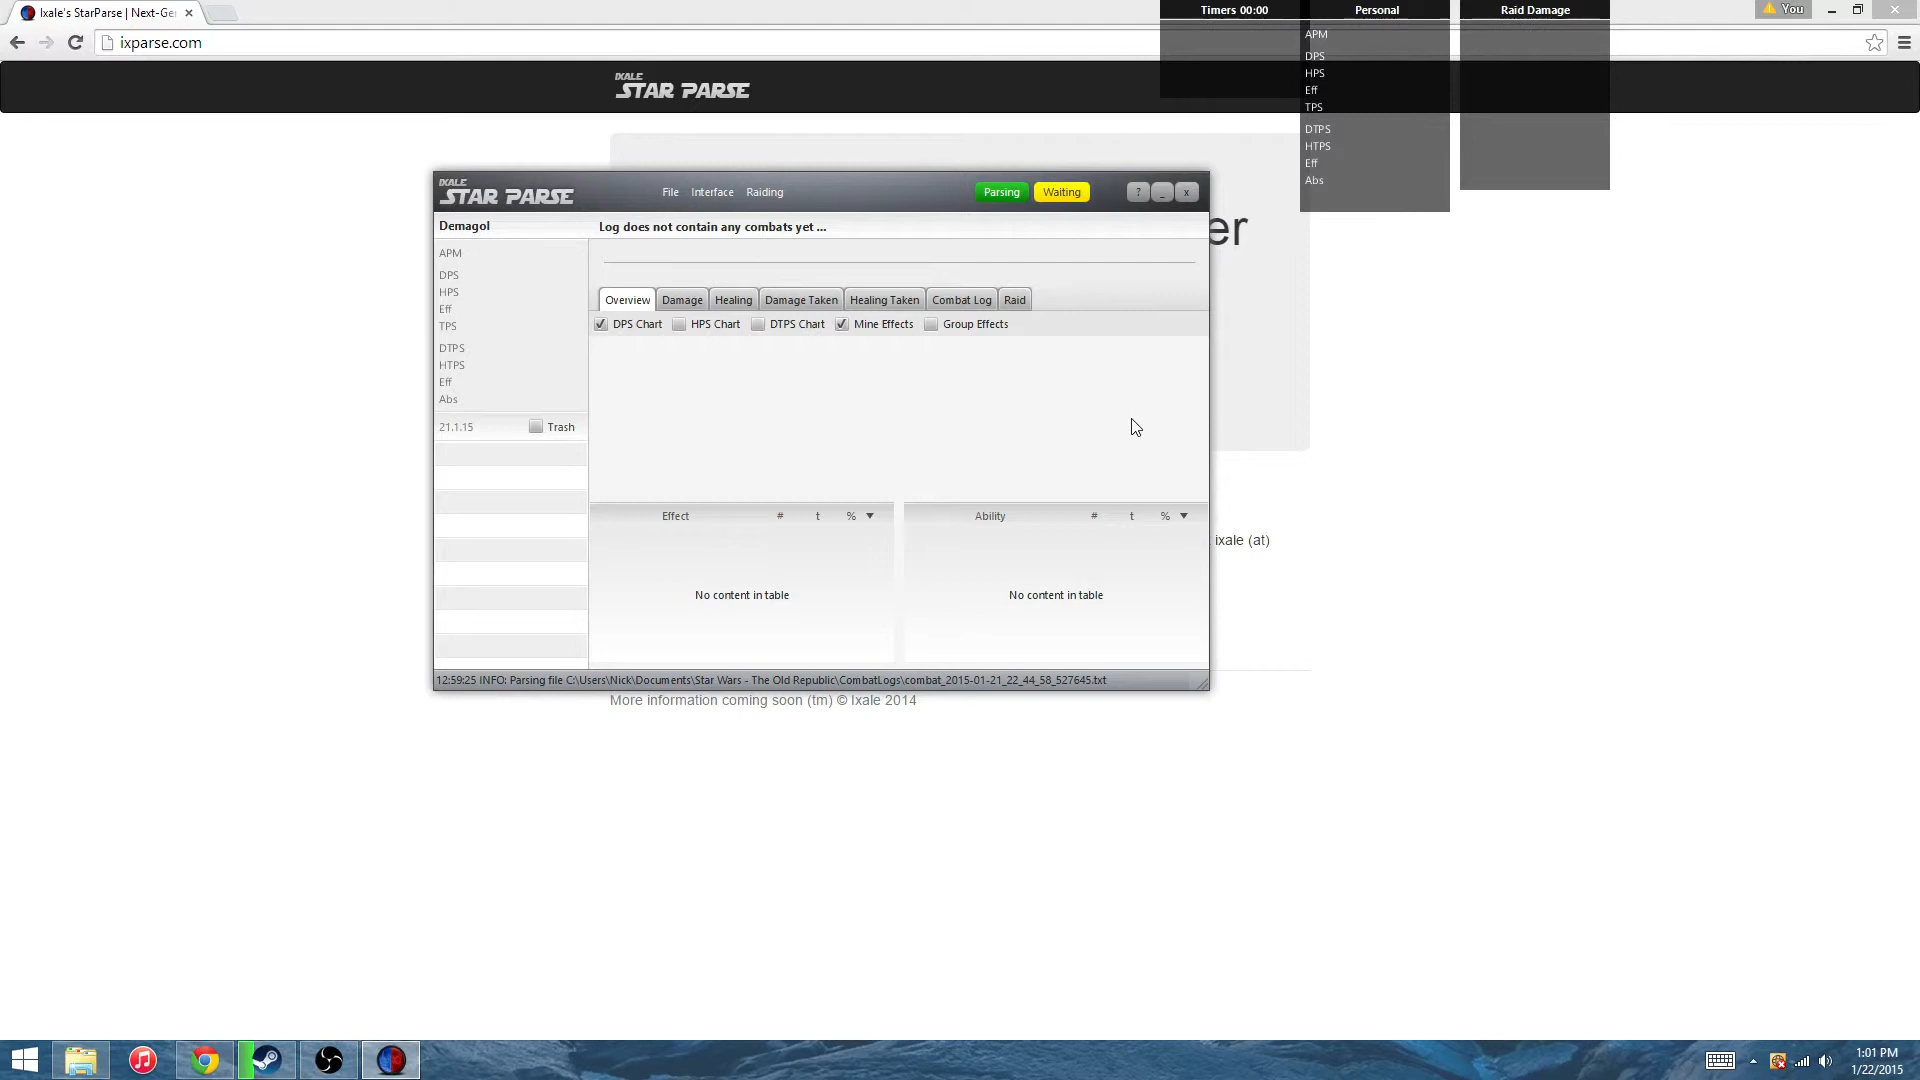 Ixale's StarParse | Next-Ge
Timers 00:00
Personal
Raid Damage
You
ixparse.com
APM
DPS
HPS
Eff
TPS
DTPS
HTPS
Eff
Abs
IXALE
STAR PARSE
er
IXALE
STAR PARSE
File Interface Raiding
Parsing Waiting
? _ x
Demagol
Log does not contain any combats yet ...
APM
DPS
HPS
Eff
TPS
DTPS
HTPS
Eff
Abs
21.1.15 Trash
Overview Damage Healing Damage Taken Healing Taken Combat Log Raid
DPS Chart HPS Chart DTPS Chart Mine Effects Group Effects
Effect # t %
Ability # t %
No content in table
No content in table
ixale (at)
12:59:25 INFO: Parsing file C:\Users\Nick\Documents\Star Wars - The Old Republic\CombatLogs\combat_2015-01-21_22_44_58_527645.txt
More information coming soon (tm) © Ixale 2014
1:01 PM
1/22/2015